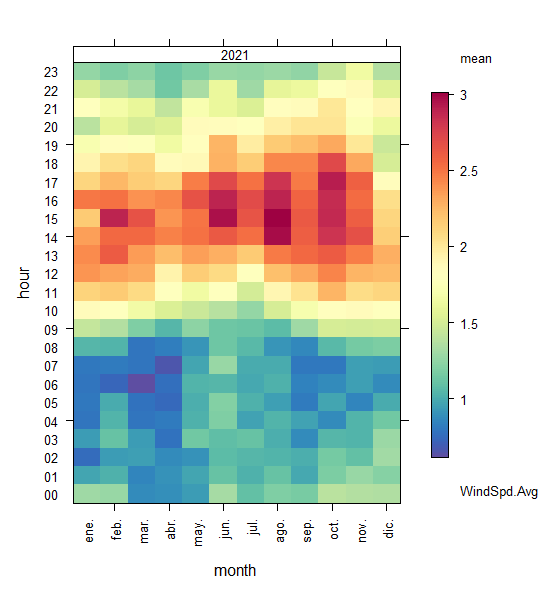 2021
mean
23
22
21
20
19
18
17
16
15
14
13
12
11
10
09
08
07
06
05
04
03
02
01
00
hour
3
2.5
2
1.5
1
WindSpd.Avg
ene.
feb.
mar.
abr.
may.
jun.
jul.
ago.
sep.
oct.
nov.
dic.
month